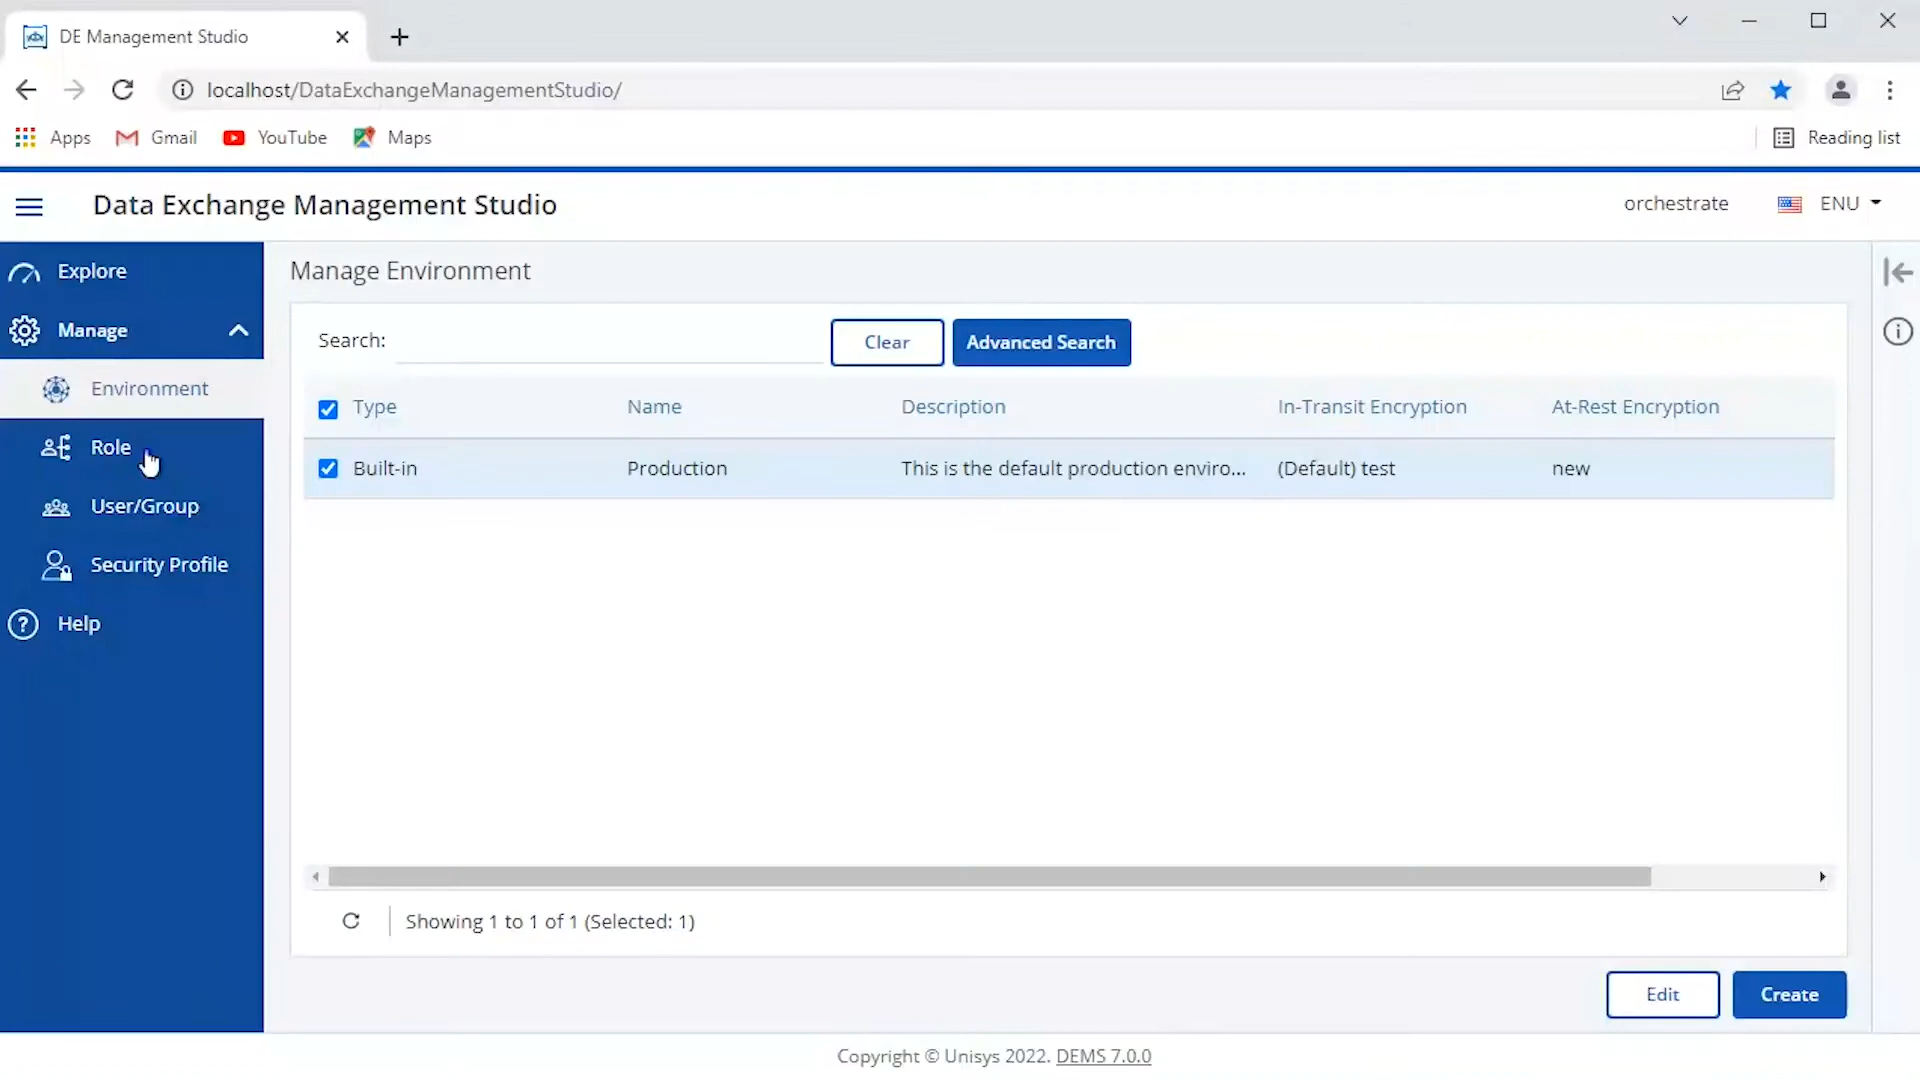 DE Management Studio
localhost/DataExchangeManagementStudio/
Apps Gmail YouTube Maps Reading list
Data Exchange Management Studio orchestrate ENU
Explore
Manage
Environment
Role
User/Group
Security Profile
Help
Manage Environment
Search: Clear Advanced Search
Type Name Description In-Transit Encryption At-Rest Encryption
Built-in Production This is the default production enviro... (Default) test new
Showing 1 to 1 of 1 (Selected: 1)
Edit Create
Copyright © Unisys 2022. DEMS 7.0.0